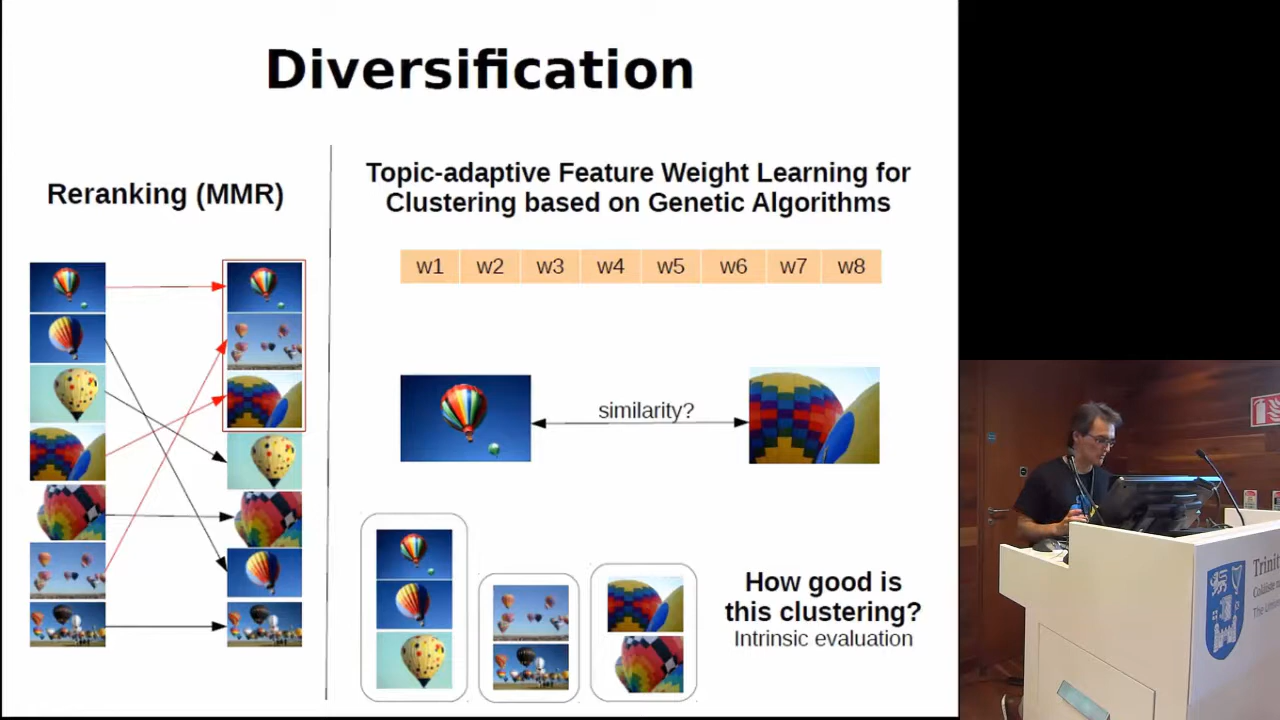 Diversification
Reranking (MMR)
Topic-adaptive Feature Weight Learning for
Clustering based on Genetic Algorithms
w1 w2 w3 w4 w5 w6 w7 w8
similarity?
How good is
this clustering?
Intrinsic evaluation